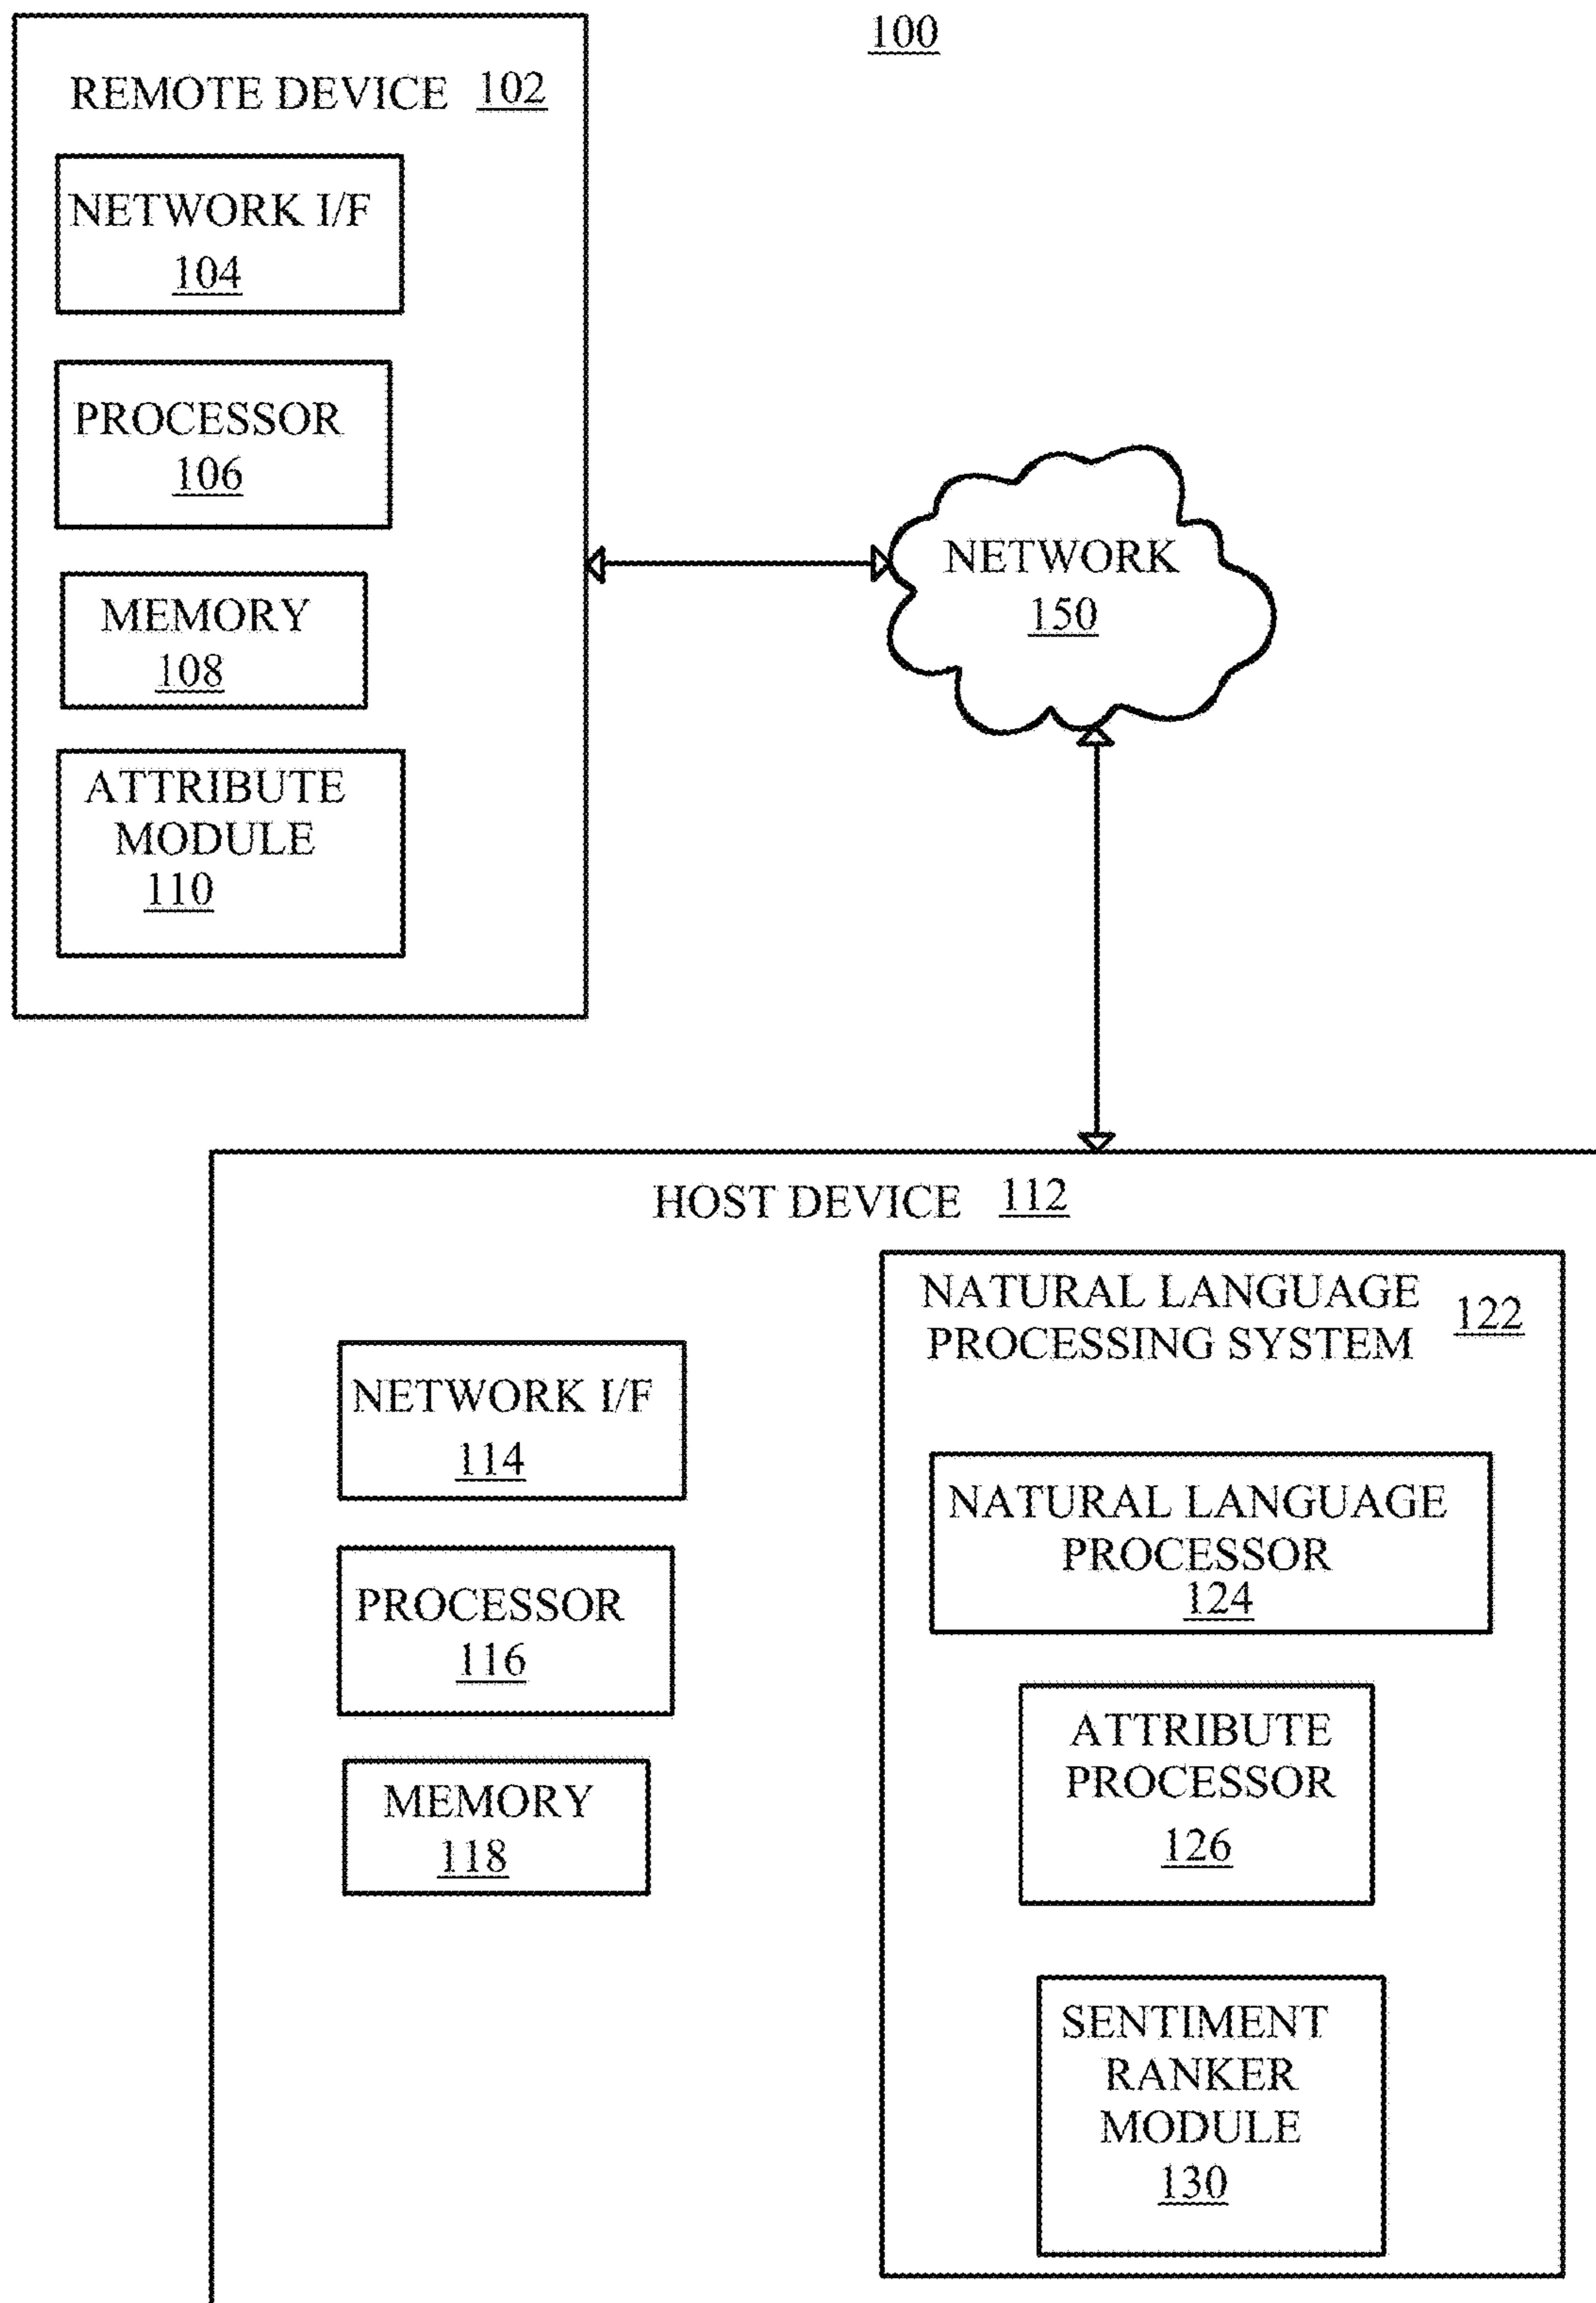 100
REMOTE DEVICE 102
NETWORK I/F
104
PROCESSOR
106
MEMORY
108
ATTRIBUTE
MODULE
110
NETWORK
150
HOST DEVICE 112
NETWORK I/F
114
PROCESSOR
116
MEMORY
118
NATURAL LANGUAGE
PROCESSING SYSTEM 122
NATURAL LANGUAGE
PROCESSOR
124
ATTRIBUTE
PROCESSOR
126
SENTIMENT
RANKER
MODULE
130